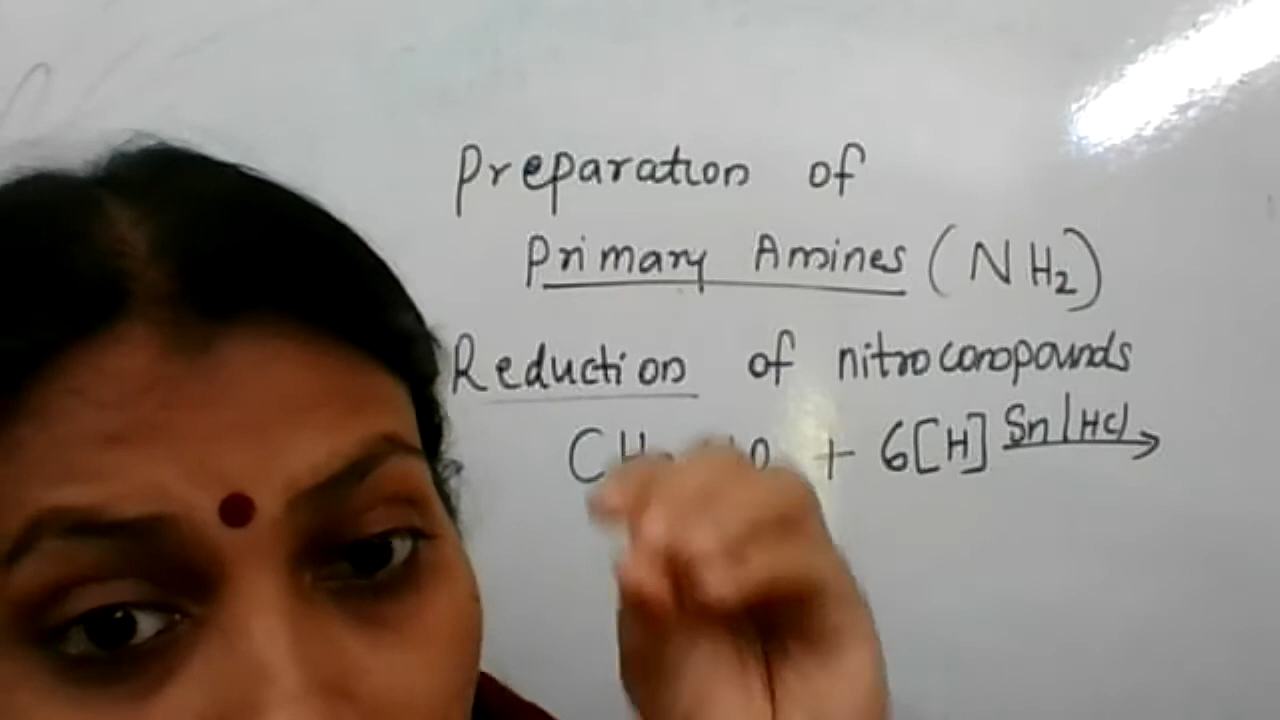 Preparation of
Primary Amines (NH₂)
Reduction of nitrocompounds
+ 6[H] Sn/HCl →